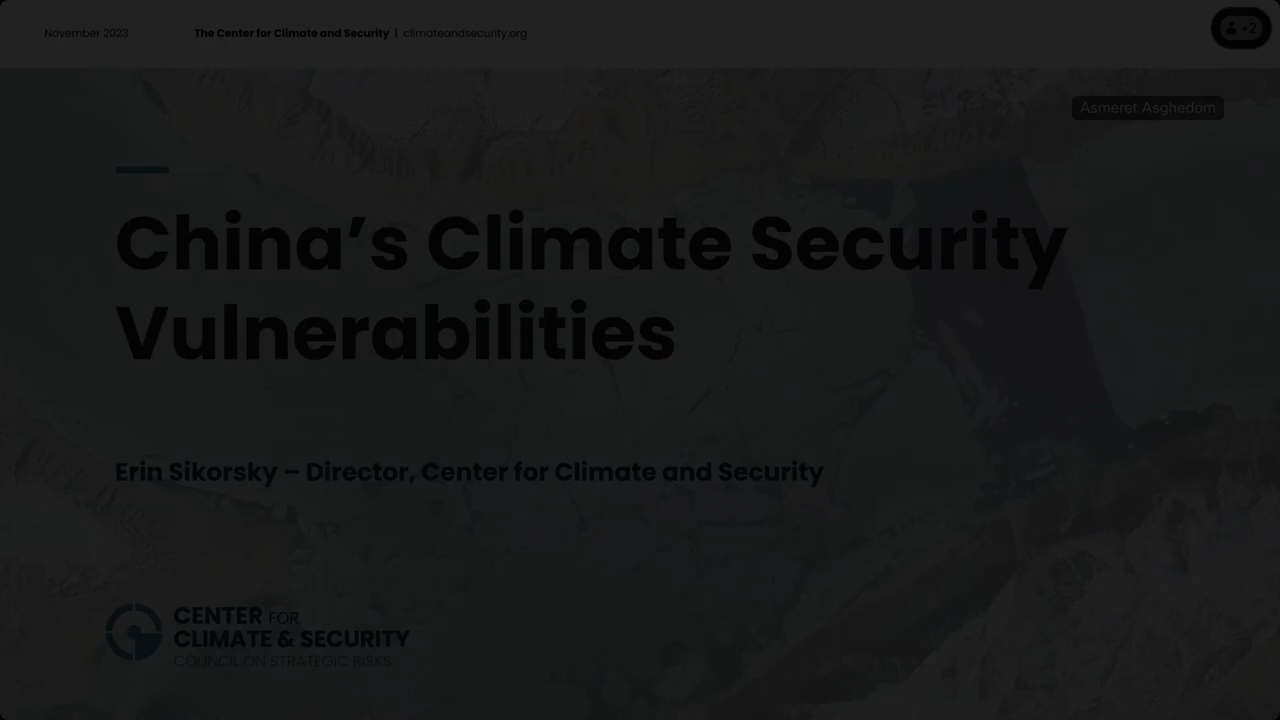 November 2023
The Center for Climate and Security | climateandsecurity.org
+2
Asmeret Asghedom
China’s Climate Security
Vulnerabilities
Erin Sikorsky – Director, Center for Climate and Security
CENTER FOR
CLIMATE & SECURITY
COUNCIL ON STRATEGIC RISKS